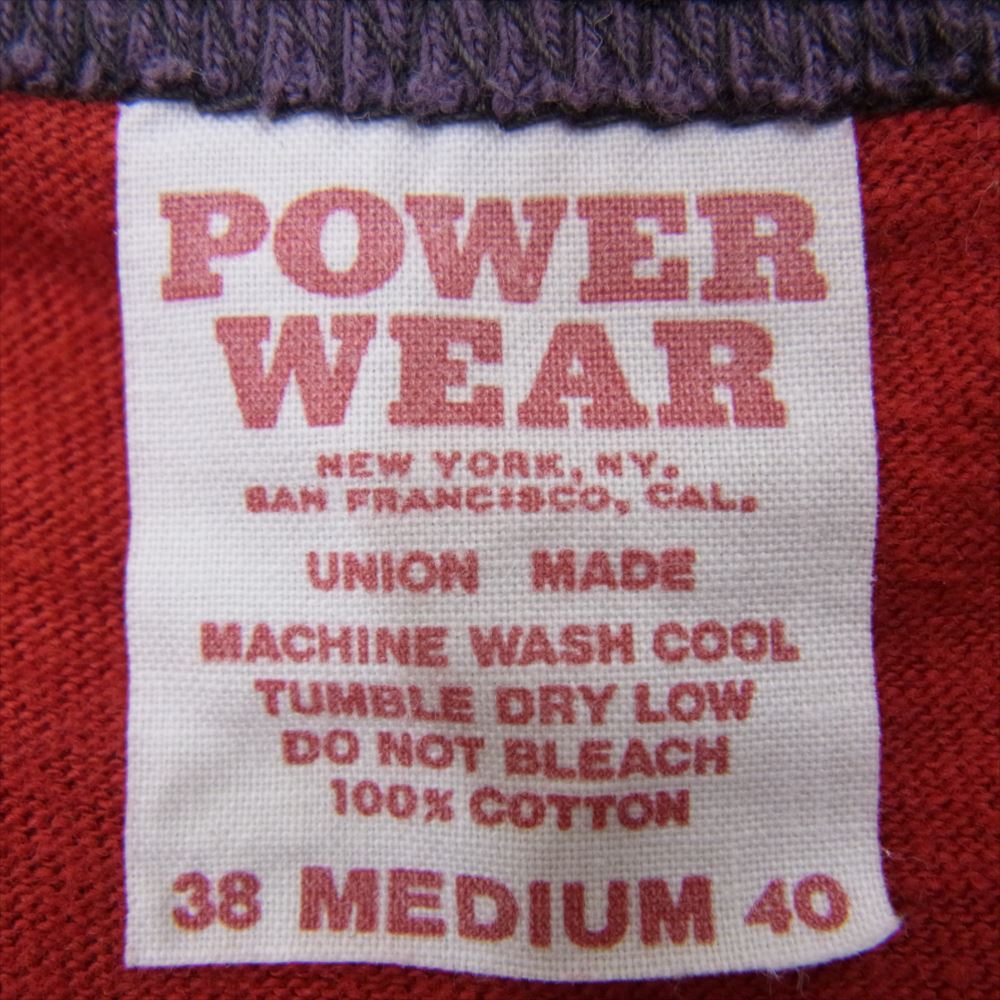 POWER
WEAR
NEW YORK, NY.
SAN FRANCISCO, CAL.
UNION MADE
MACHINE WASH COOL
TUMBLE DRY LOW
DO NOT BLEACH
100% COTTON
38 MEDIUM 40